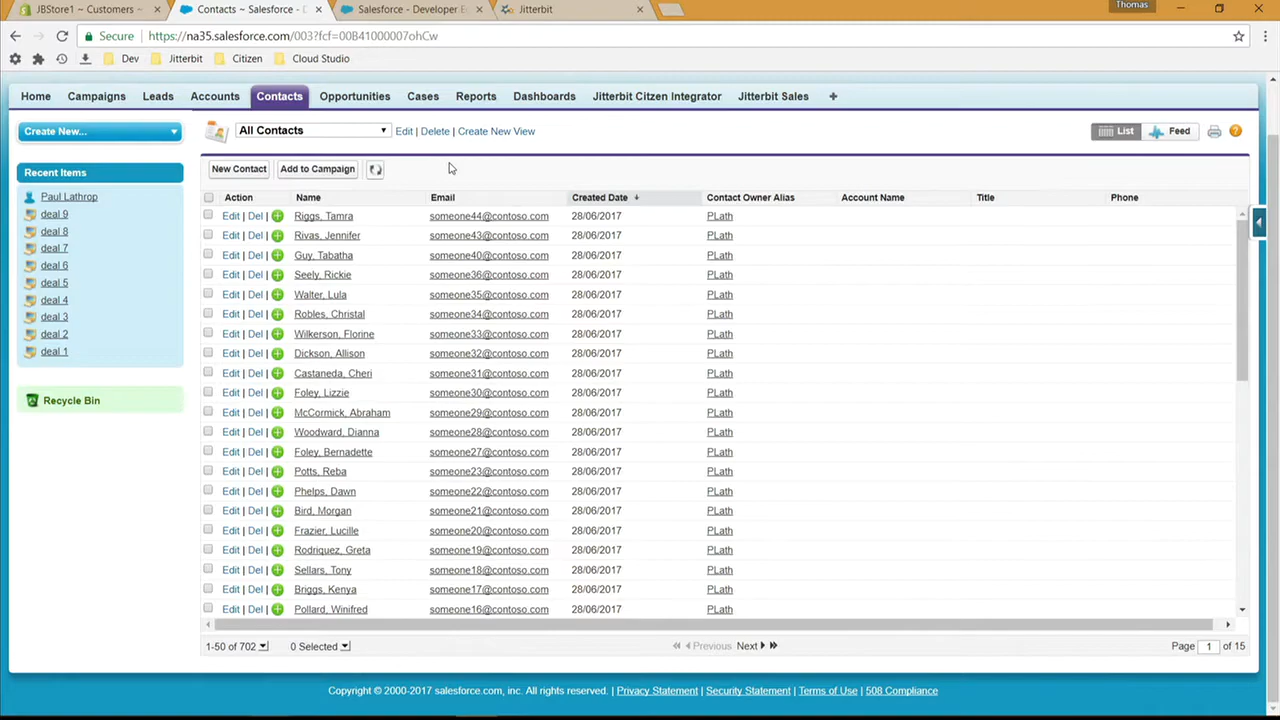 JBStore1 ~ Customers ~
Contacts ~ Salesforce - D
Salesforce - Developer E
Jitterbit
Thomas
Secure
https://na35.salesforce.com/003?fcf=00B41000007ohCw
Dev
Jitterbit
Citizen
Cloud Studio
Home
Campaigns
Leads
Accounts
Contacts
Opportunities
Cases
Reports
Dashboards
Jitterbit Citzen Integrator
Jitterbit Sales
+
Create New...
Recent Items
Paul Lathrop
deal 9
deal 8
deal 7
deal 6
deal 5
deal 4
deal 3
deal 2
deal 1
Recycle Bin
All Contacts
Edit | Delete | Create New View
List
Feed
New Contact
Add to Campaign
Action Name Email Created Date Contact Owner Alias Account Name Title Phone
Edit | Del | Riggs, Tamra someone44@contoso.com 28/06/2017 PLath
Edit | Del | Rivas, Jennifer someone43@contoso.com 28/06/2017 PLath
Edit | Del | Guy, Tabatha someone40@contoso.com 28/06/2017 PLath
Edit | Del | Seely, Rickie someone36@contoso.com 28/06/2017 PLath
Edit | Del | Walter, Lula someone35@contoso.com 28/06/2017 PLath
Edit | Del | Robles, Christal someone34@contoso.com 28/06/2017 PLath
Edit | Del | Wilkerson, Florine someone33@contoso.com 28/06/2017 PLath
Edit | Del | Dickson, Allison someone32@contoso.com 28/06/2017 PLath
Edit | Del | Castaneda, Cheri someone31@contoso.com 28/06/2017 PLath
Edit | Del | Foley, Lizzie someone30@contoso.com 28/06/2017 PLath
Edit | Del | McCormick, Abraham someone29@contoso.com 28/06/2017 PLath
Edit | Del | Woodward, Dianna someone28@contoso.com 28/06/2017 PLath
Edit | Del | Foley, Bernadette someone27@contoso.com 28/06/2017 PLath
Edit | Del | Potts, Reba someone23@contoso.com 28/06/2017 PLath
Edit | Del | Phelps, Dawn someone22@contoso.com 28/06/2017 PLath
Edit | Del | Bird, Morgan someone21@contoso.com 28/06/2017 PLath
Edit | Del | Frazier, Lucille someone20@contoso.com 28/06/2017 PLath
Edit | Del | Rodriquez, Greta someone19@contoso.com 28/06/2017 PLath
Edit | Del | Sellars, Tony someone18@contoso.com 28/06/2017 PLath
Edit | Del | Briggs, Kenya someone17@contoso.com 28/06/2017 PLath
Edit | Del | Pollard, Winifred someone16@contoso.com 28/06/2017 PLath
1-50 of 702
0 Selected
Previous Next
Page 1 of 15
Copyright © 2000-2017 salesforce.com, inc. All rights reserved. | Privacy Statement | Security Statement | Terms of Use | 508 Compliance